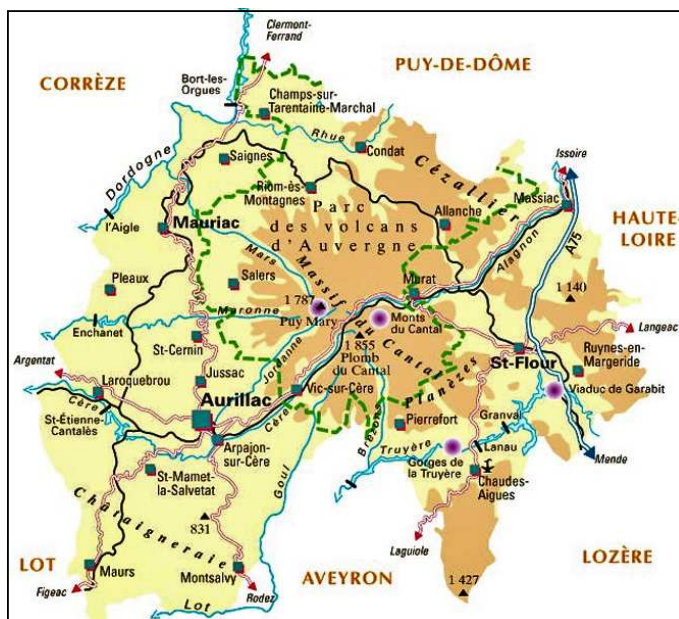 Clermont-
Ferrand
CORRÈZE
PUY-DE-DÔME
Bort-les-
Orgues
Champs-sur-
Tarentaine-Marchal
Rhue
Condat
Issoire
Dordogne
Saignes
Cézallier
Massiac
Riom-ès-
Montagnes
l'Aigle
Mauriac
Parc
des volcans
d'Auvergne
Allanche
Alagnon
A75
HAUTE-
LOIRE
Mars
Pleaux
Salers
Massif du Cantal
Murat
1 140
Maronne
1 787
Puy Mary
Monts
du Cantal
Enchanet
St-Cernin
Jordanne
1 855
Plomb
du Cantal
Langeac
Argentat
Jussac
St-Flour
Ruynes-en-
Margeride
Laroquebrou
Vic-sur-Cère
Planèzes
Viaduc de Garabit
Cère
Aurillac
Cère
St-Étienne-
Cantalès
Brezons
Pierrefort
Granval
Arpajon-
sur-Cère
Goul
Truyère
Lanau
Mende
St-Mamet-
la-Salvetat
Gorges de
la Truyère
Chaudes-
Aigues
Châtaigneraie
831
Laguiole
LOT
Maurs
Montsalvy
AVEYRON
LOZÈRE
1 427
Figeac
Rodez
Lot